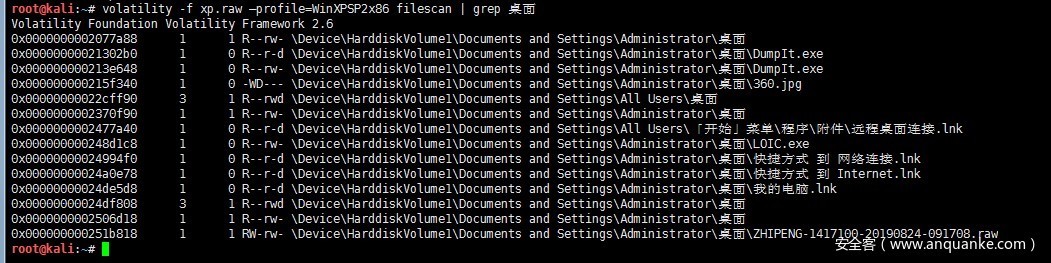 root@kali:~# volatility -f xp.raw —profile=WinXPSP2x86 filescan | grep 桌面
Volatility Foundation Volatility Framework 2.6
0x0000000002077a88 1 1 R--rw- \Device\HarddiskVolume1\Documents and Settings\Administrator\桌面
0x00000000021302b0 1 0 R--r-d \Device\HarddiskVolume1\Documents and Settings\Administrator\桌面\DumpIt.exe
0x000000000213e648 1 0 R--rw- \Device\HarddiskVolume1\Documents and Settings\Administrator\桌面\DumpIt.exe
0x000000000215f340 1 0 -WD--- \Device\HarddiskVolume1\Documents and Settings\Administrator\桌面\360.jpg
0x00000000022cff90 3 1 R--rwd \Device\HarddiskVolume1\Documents and Settings\All Users\桌面
0x0000000002370f90 1 1 R--rw- \Device\HarddiskVolume1\Documents and Settings\Administrator\桌面
0x0000000002477a40 1 0 R--r-d \Device\HarddiskVolume1\Documents and Settings\All Users\「开始」菜单\程序\附件\远程桌面连接.lnk
0x000000000248d1c8 1 0 R--rw- \Device\HarddiskVolume1\Documents and Settings\Administrator\桌面\LOIC.exe
0x00000000024994f0 1 0 R--r-d \Device\HarddiskVolume1\Documents and Settings\Administrator\桌面\快捷方式 到 网络连接.lnk
0x00000000024a0e78 1 0 R--r-d \Device\HarddiskVolume1\Documents and Settings\Administrator\桌面\快捷方式 到 Internet.lnk
0x00000000024de5d8 1 0 R--r-d \Device\HarddiskVolume1\Documents and Settings\Administrator\桌面\我的电脑.lnk
0x00000000024df808 3 1 R--rwd \Device\HarddiskVolume1\Documents and Settings\Administrator\桌面
0x0000000002506d18 1 1 R--rw- \Device\HarddiskVolume1\Documents and Settings\Administrator\桌面
0x000000000251b818 1 1 RW-rw- \Device\HarddiskVolume1\Documents and Settings\Administrator\桌面\ZHIPENG-1417100-20190824-091708.raw
root@kali:~#
安全客（www.anquanke.com）